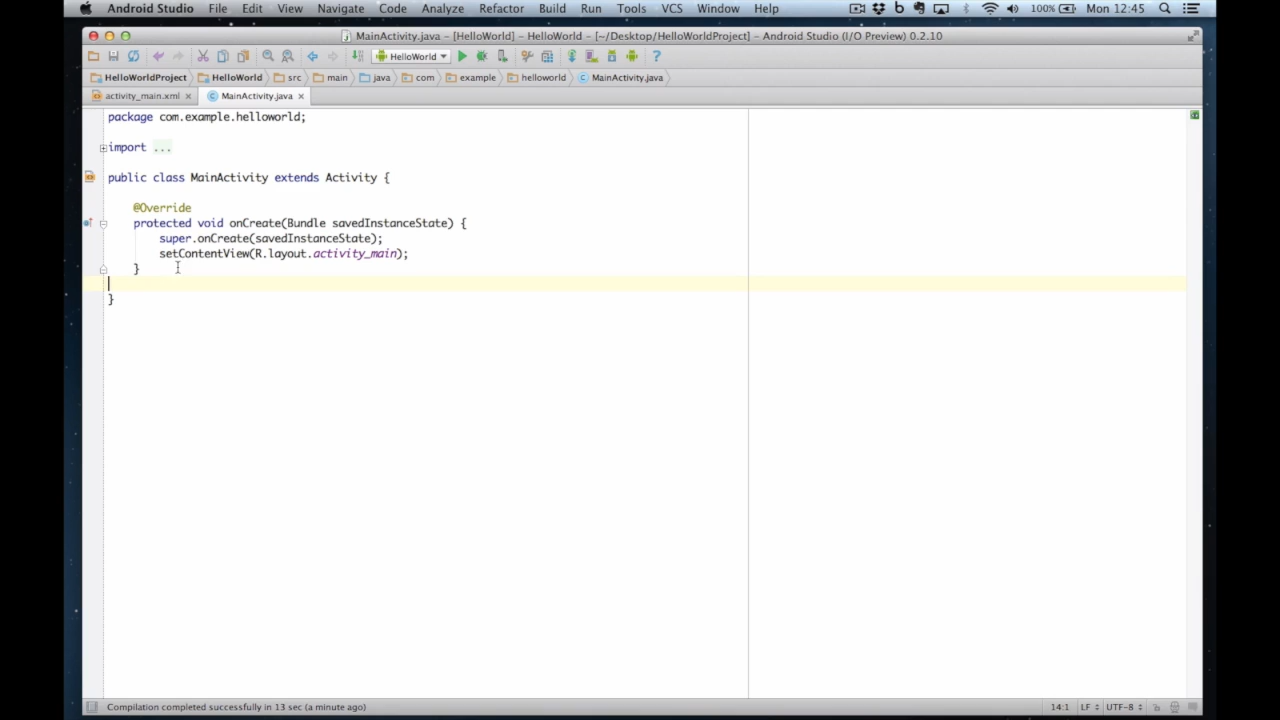 Android Studio File Edit View Navigate Code Analyze Refactor Build Run Tools VCS Window Help 100% Mon 12:45
MainActivity.java – [HelloWorld] – HelloWorld – [~/Desktop/HelloWorldProject] – Android Studio (I/O Preview) 0.2.10
HelloWorld
HelloWorldProject HelloWorld src main java com example helloworld MainActivity.java
activity_main.xml MainActivity.java
package com.example.helloworld;
import ...
public class MainActivity extends Activity {
@Override
protected void onCreate(Bundle savedInstanceState) {
super.onCreate(savedInstanceState);
setContentView(R.layout.activity_main);
}
}
Compilation completed successfully in 13 sec (a minute ago) 14:1 LF UTF-8